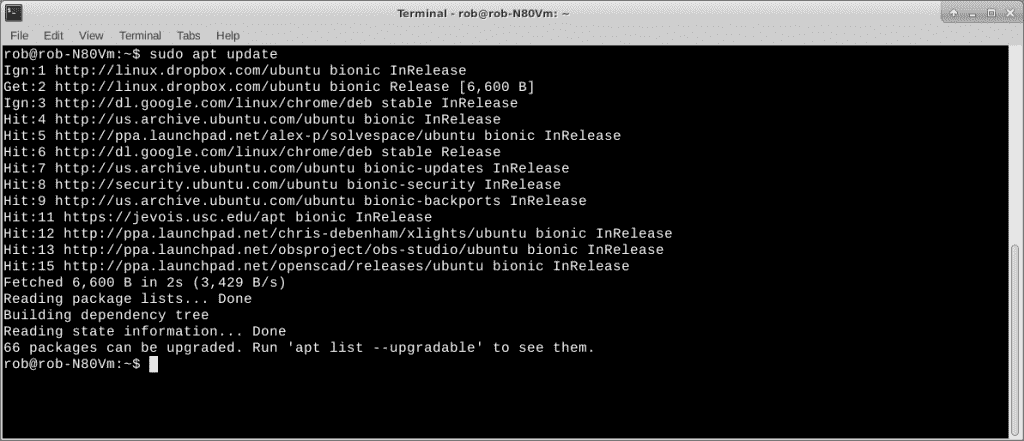 Terminal - rob@rob-N80Vm: ~
File Edit View Terminal Tabs Help
rob@rob-N80Vm:~$ sudo apt update
Ign:1 http://linux.dropbox.com/ubuntu bionic InRelease
Get:2 http://linux.dropbox.com/ubuntu bionic Release [6,600 B]
Ign:3 http://dl.google.com/linux/chrome/deb stable InRelease
Hit:4 http://us.archive.ubuntu.com/ubuntu bionic InRelease
Hit:5 http://ppa.launchpad.net/alex-p/solvespace/ubuntu bionic InRelease
Hit:6 http://dl.google.com/linux/chrome/deb stable Release
Hit:7 http://us.archive.ubuntu.com/ubuntu bionic-updates InRelease
Hit:8 http://security.ubuntu.com/ubuntu bionic-security InRelease
Hit:9 http://us.archive.ubuntu.com/ubuntu bionic-backports InRelease
Hit:11 https://jevois.usc.edu/apt bionic InRelease
Hit:12 http://ppa.launchpad.net/chris-debenham/xlights/ubuntu bionic InRelease
Hit:13 http://ppa.launchpad.net/obsproject/obs-studio/ubuntu bionic InRelease
Hit:15 http://ppa.launchpad.net/openscad/releases/ubuntu bionic InRelease
Fetched 6,600 B in 2s (3,429 B/s)
Reading package lists... Done
Building dependency tree
Reading state information... Done
66 packages can be upgraded. Run 'apt list --upgradable' to see them.
rob@rob-N80Vm:~$